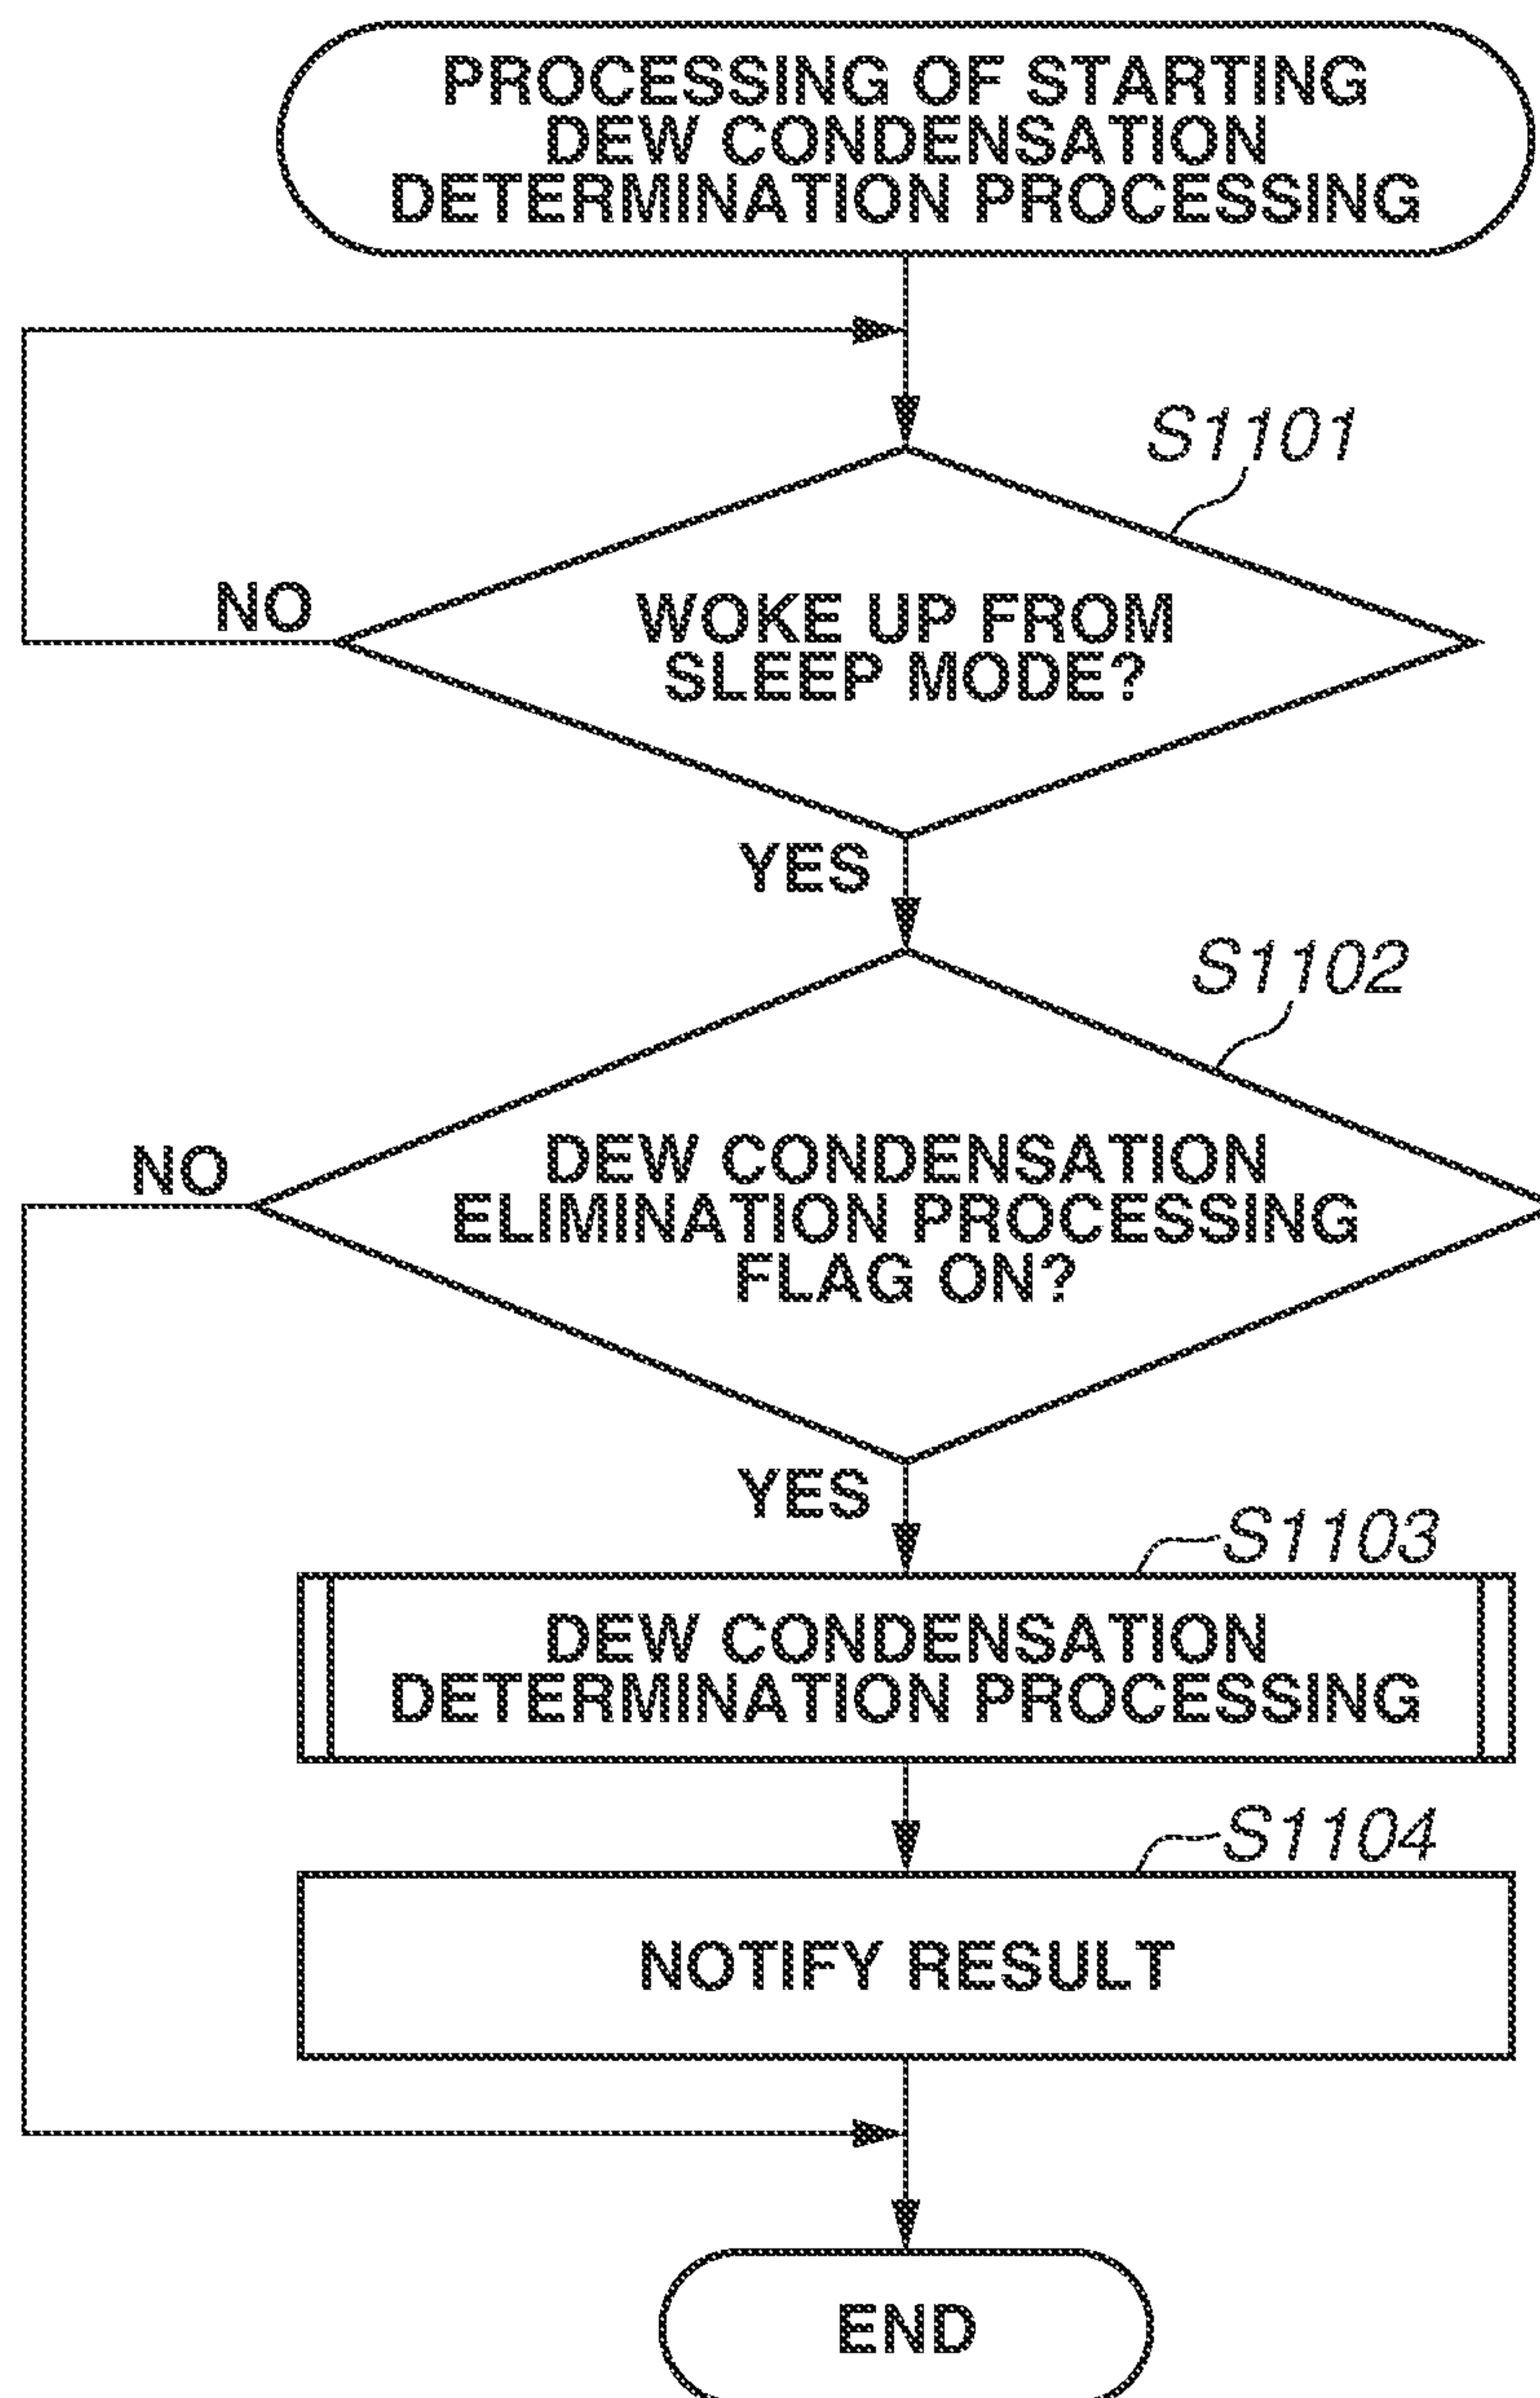 PROCESSING OF STARTING
DEW CONDENSATION
DETERMINATION PROCESSING
S1101
NO
WOKE UP FROM
SLEEP MODE?
YES
S1102
NO
DEW CONDENSATION
ELIMINATION PROCESSING
FLAG ON?
YES
S1103
DEW CONDENSATION
DETERMINATION PROCESSING
S1104
NOTIFY RESULT
END